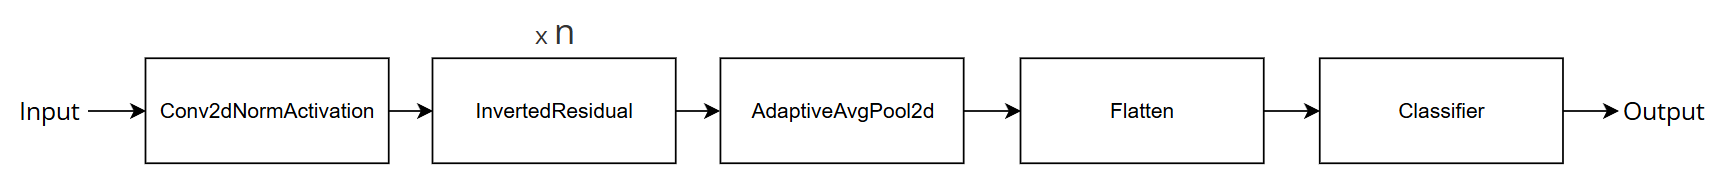 x n
Input
Conv2dNormActivation
InvertedResidual
AdaptiveAvgPool2d
Flatten
Classifier
Output